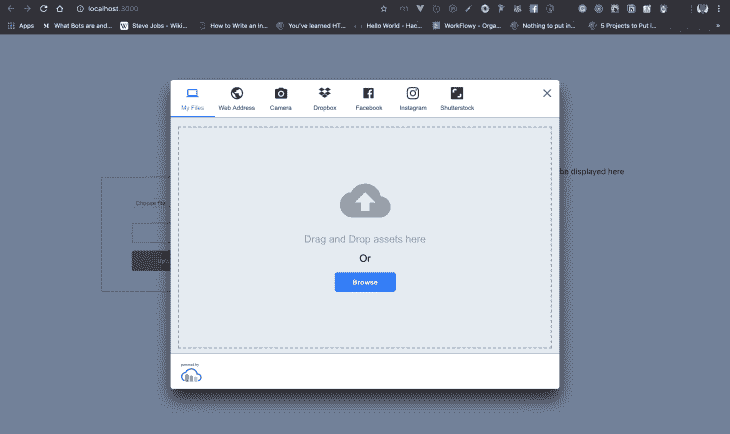 localhost:3000
Apps
What Bots are and...
Steve Jobs - Wiki...
How to Write an In...
You've learned HT...
Hello World - Hac...
WorkFlowy - Orga...
Nothing to put in...
5 Projects to Put i...
»
My Files
Web Address
Camera
Dropbox
Facebook
Instagram
Shutterstock
be displayed here
Choose file
Drag and Drop assets here
Or
Browse
powered by